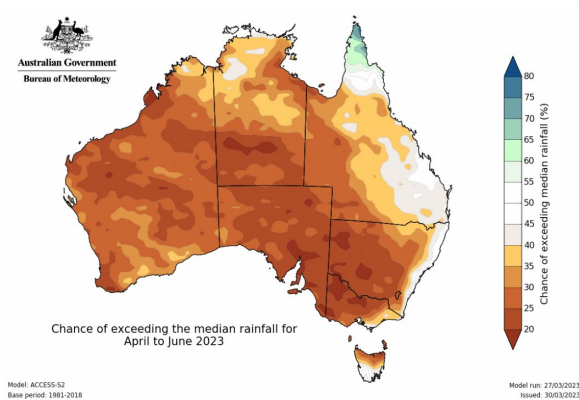 Australian Government
Bureau of Meteorology
80
75
70
65
60
55
50
45
40
35
30
25
20
Chance of exceeding median rainfall (%)
Chance of exceeding the median rainfall for
April to June 2023
Model: ACCESS-S2
Base period: 1981-2018
Model run: 27/03/2023
Issued: 30/03/2023